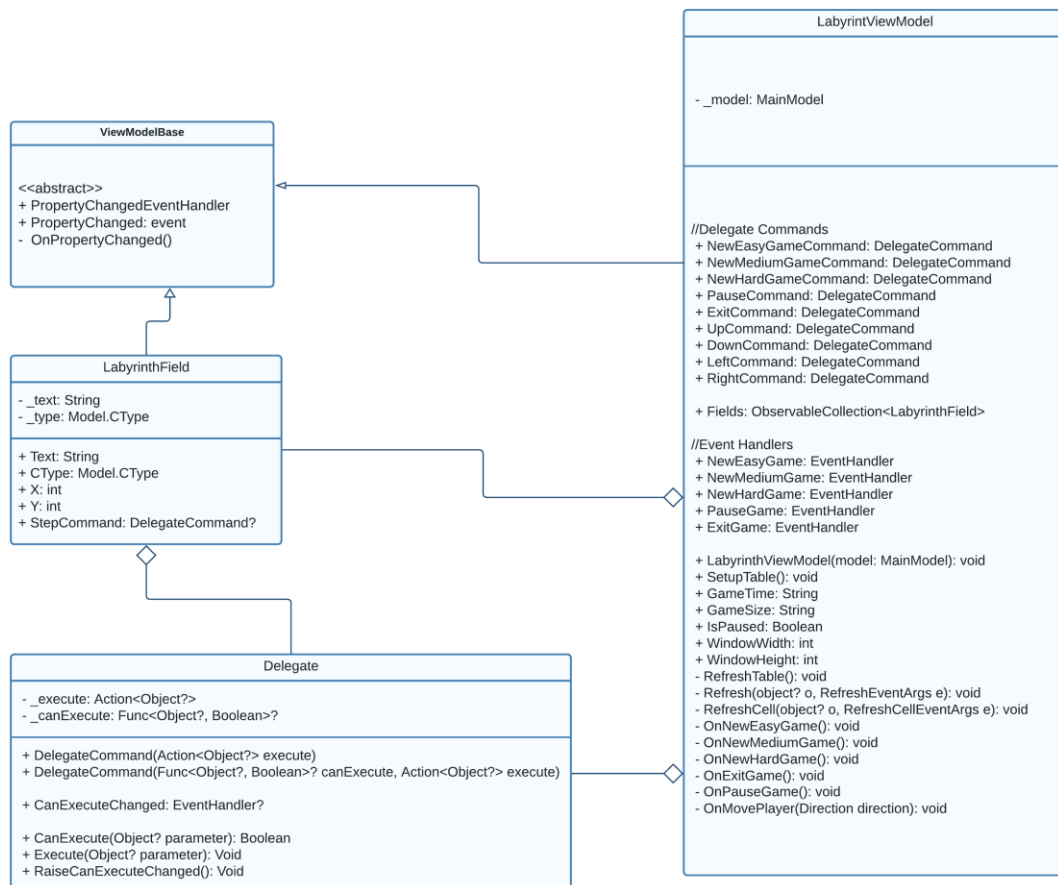 LabyrintViewModel
- _model: MainModel
//Delegate Commands
+ NewEasyGameCommand: DelegateCommand
+ NewMediumGameCommand: DelegateCommand
+ NewHardGameCommand: DelegateCommand
+ PauseCommand: DelegateCommand
+ ExitCommand: DelegateCommand
+ UpCommand: DelegateCommand
+ DownCommand: DelegateCommand
+ LeftCommand: DelegateCommand
+ RightCommand: DelegateCommand
+ Fields: ObservableCollection<LabyrinthField>
//Event Handlers
+ NewEasyGame: EventHandler
+ NewMediumGame: EventHandler
+ NewHardGame: EventHandler
+ PauseGame: EventHandler
+ ExitGame: EventHandler
+ LabyrinthViewModel(model: MainModel): void
+ SetupTable(): void
+ GameTime: String
+ GameSize: String
+ IsPaused: Boolean
+ WindowWidth: int
+ WindowHeight: int
- RefreshTable(): void
- Refresh(object? o, RefreshEventArgs e): void
- RefreshCell(object? o, RefreshCellEventArgs e): void
- OnNewEasyGame(): void
- OnNewMediumGame(): void
- OnNewHardGame(): void
- OnExitGame(): void
- OnPauseGame(): void
- OnMovePlayer(Direction direction): void
ViewModelBase
<<abstract>>
+ PropertyChangedEventHandler
+ PropertyChanged: event
- OnPropertyChanged()
LabyrinthField
- _text: String
- _type: Model.CType
+ Text: String
+ CType: Model.CType
+ X: int
+ Y: int
+ StepCommand: DelegateCommand?
Delegate
- _execute: Action<Object?>
- _canExecute: Func<Object?, Boolean>?
+ DelegateCommand(Action<Object?> execute)
+ DelegateCommand(Func<Object?, Boolean>? canExecute, Action<Object?> execute)
+ CanExecuteChanged: EventHandler?
+ CanExecute(Object? parameter): Boolean
+ Execute(Object? parameter): Void
+ RaiseCanExecuteChanged(): Void